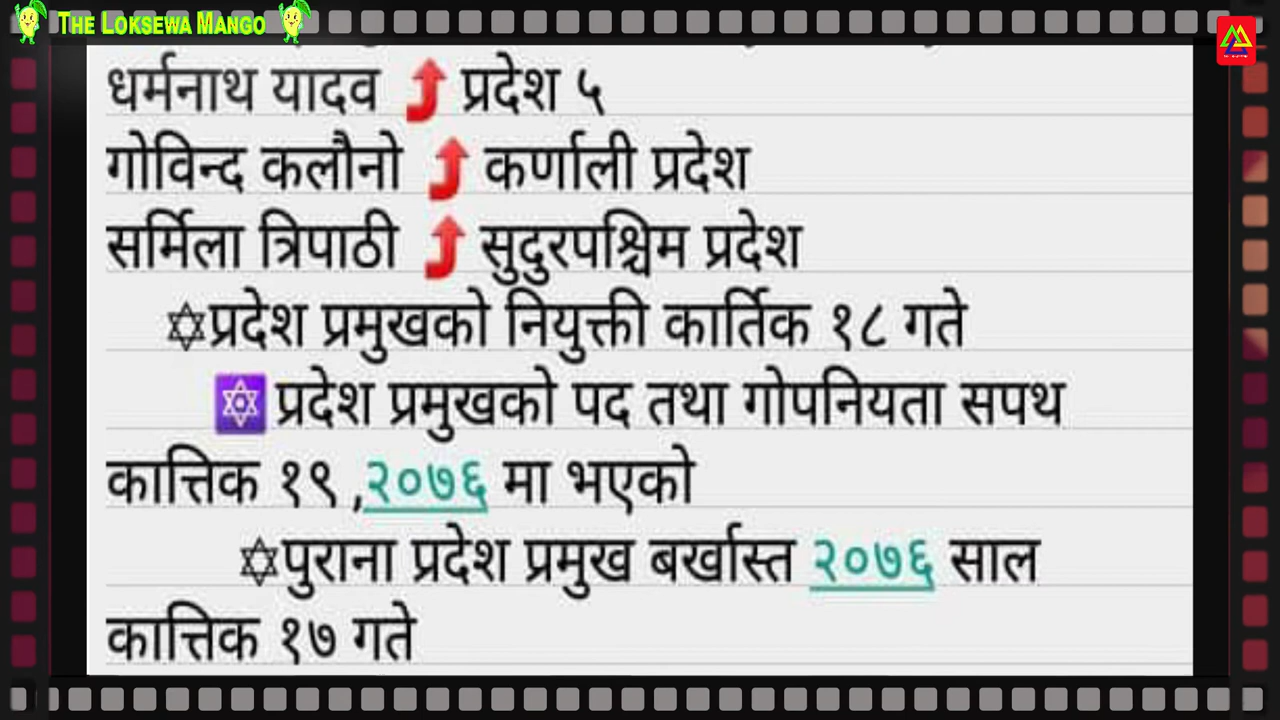 THE LOKSEWA MANGO
धर्मनाथ यादव प्रदेश ५
गोविन्द कलौनो कर्णाली प्रदेश
सर्मिला त्रिपाठी सुदुरपश्चिम प्रदेश
प्रदेश प्रमुखको नियुक्ती कार्तिक १८ गते
प्रदेश प्रमुखको पद तथा गोपनियता सपथ
कात्तिक १९ ,२०७६ मा भएको
पुराना प्रदेश प्रमुख बर्खास्त २०७६ साल
कात्तिक १७ गते